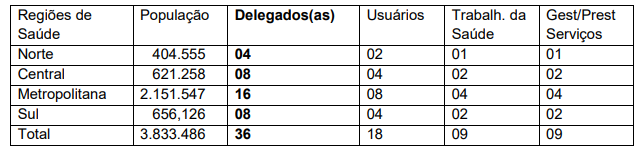 Regiões de Saúde População Delegados(as) Usuários Trabalh. da Saúde Gest/Prest Serviços
Norte 404.555 04 02 01 01
Central 621.258 08 04 02 02
Metropolitana 2.151.547 16 08 04 04
Sul 656,126 08 04 02 02
Total 3.833.486 36 18 09 09